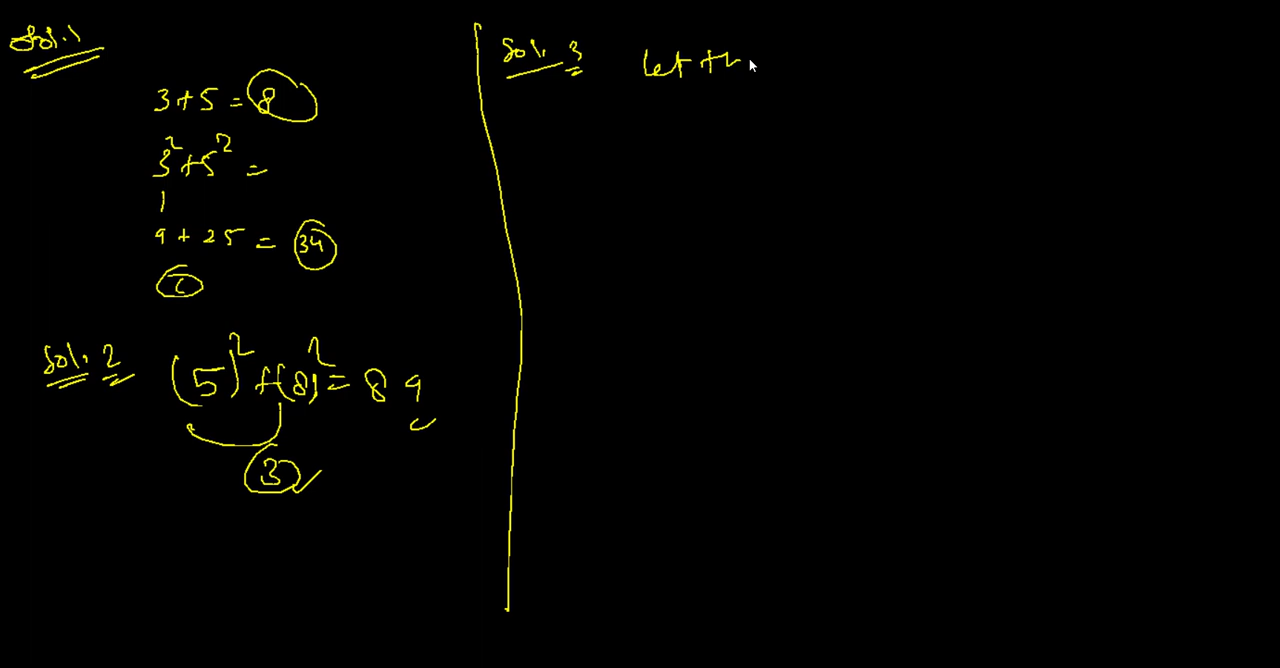 Sol. 1
3 + 5 = 8
3² + 5² =
9 + 25 = 34
Sol. 2
(5)² + (8)² = 89
3
Sol. 3
Let th